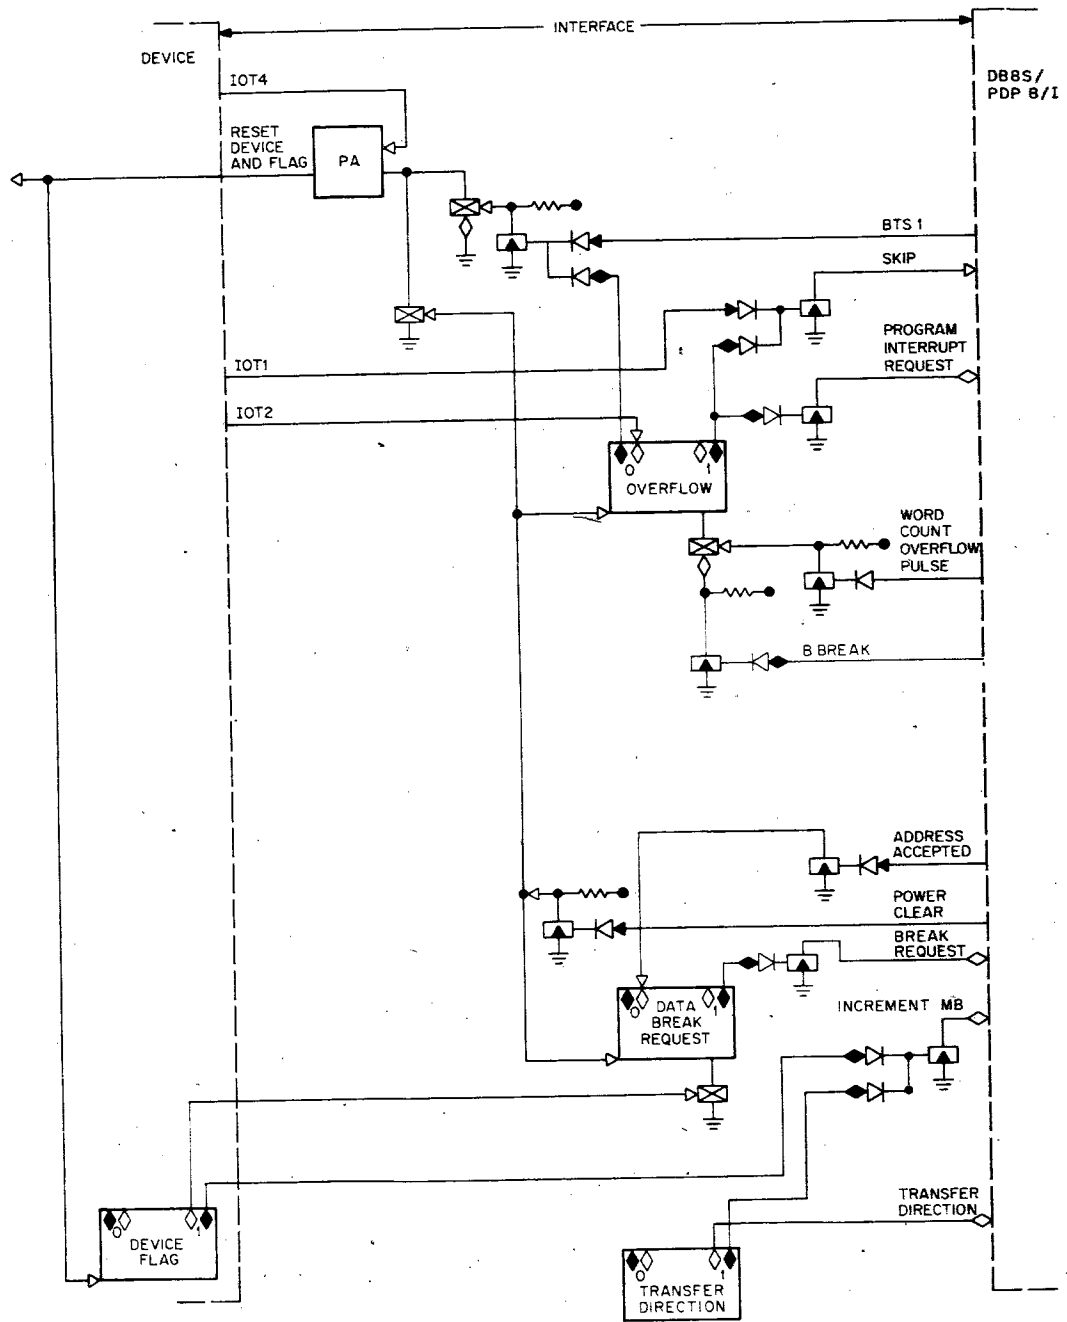 INTERFACE
DEVICE
DB8S/
PDP 8/I
IOT4
RESET
DEVICE
AND FLAG
PA
BTS 1
SKIP
PROGRAM
INTERRUPT
REQUEST
IOT1
IOT2
0
1
OVERFLOW
WORD
COUNT
OVERFLOW
PULSE
B BREAK
ADDRESS
ACCEPTED
POWER
CLEAR
BREAK
REQUEST
0
1
DATA
BREAK
REQUEST
INCREMENT MB
TRANSFER
DIRECTION
0
1
DEVICE
FLAG
0
1
TRANSFER
DIRECTION